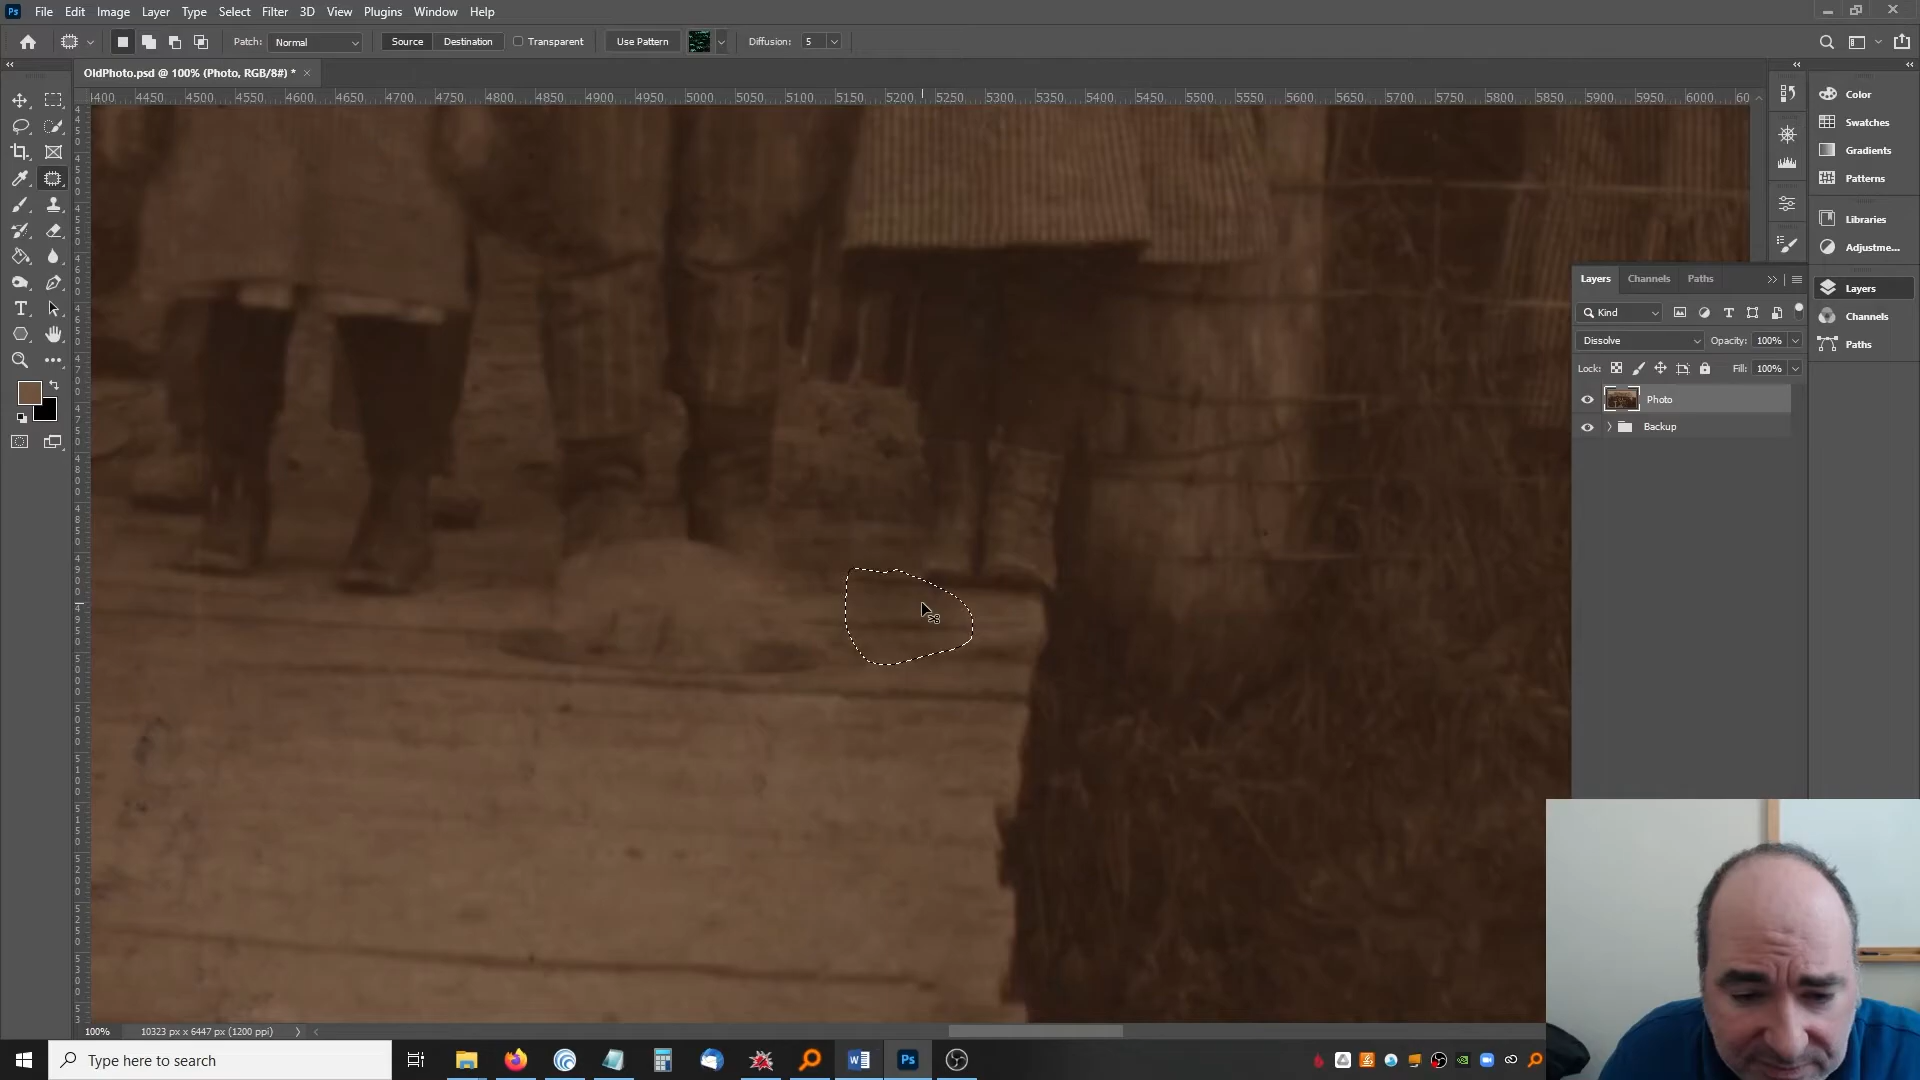 Ps File Edit Image Layer Type Select Filter 3D View Plugins Window Help
Patch: Normal Source Destination Transparent Use Pattern Diffusion: 5
OldPhoto.psd @ 100% (Photo, RGB/8#) * ×
4400 4450 4500 4550 4600 4650 4700 4750 4800 4850 4900 4950 5000 5050 5100 5150 5200 5250 5300 5350 5400 5450 5500 5550 5600 5650 5700 5750 5800 5850 5900 5950 6000 60
Color
Swatches
Gradients
Patterns
Libraries
Adjustme...
Layers
Channels
Paths
Layers Channels Paths
Kind
Dissolve Opacity: 100%
Lock: Fill: 100%
Photo
Backup
100% 10323 px x 6447 px (1200 ppi)
Type here to search